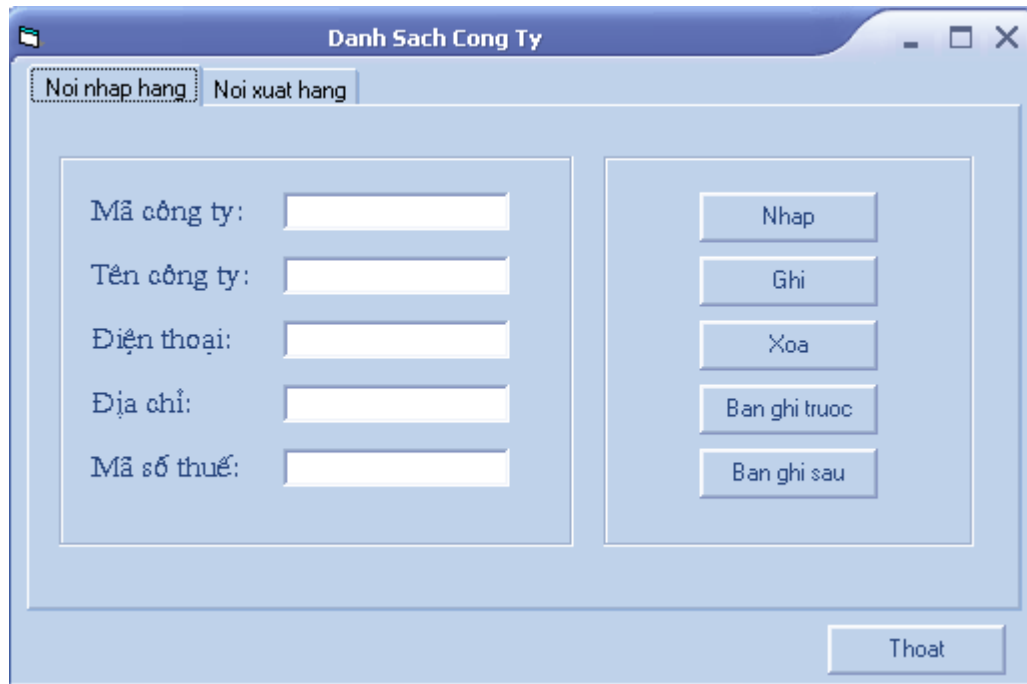 Danh Sach Cong Ty
Noi nhap hang
Noi xuat hang
Mã công ty:
Tên công ty:
Điện thoại:
Địa chỉ:
Mã số thuế:
Nhap
Ghi
Xoa
Ban ghi truoc
Ban ghi sau
Thoat